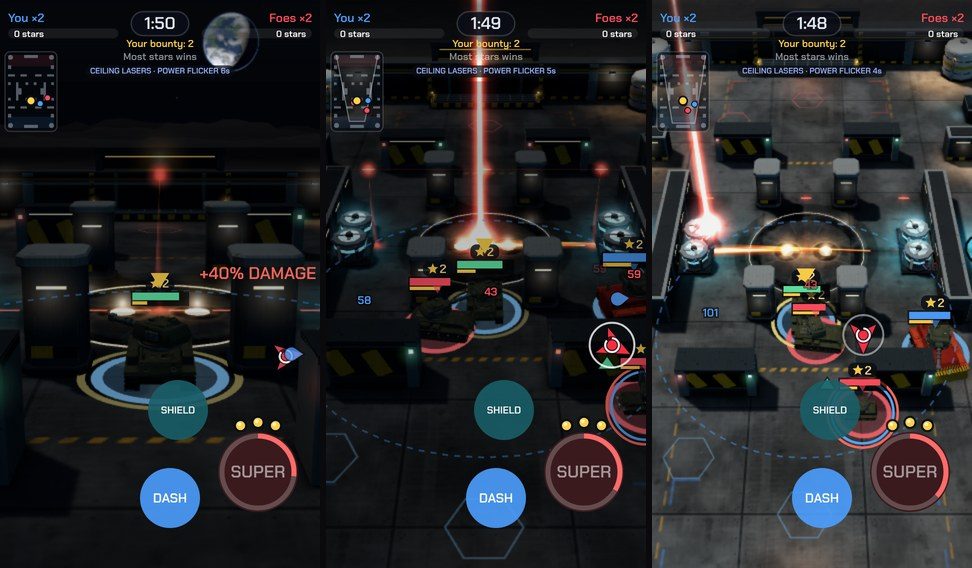 You ×2
1:50
Foes ×2
0 stars
0 stars
Your bounty: 2
Most stars wins
CEILING LASERS · POWER FLICKER 6s
+40% DAMAGE
2
SHIELD
SUPER
DASH
You ×2
1:49
Foes ×2
0 stars
0 stars
Your bounty: 2
Most stars wins
CEILING LASERS · POWER FLICKER 5s
★2
★2
★2
59
58
43
SHIELD
SUPER
DASH
You ×2
1:48
Foes ×2
0 stars
0 stars
Your bounty: 2
Most stars wins
CEILING LASERS · POWER FLICKER 4s
43
★2
★2
101
★2
SHIELD
SUPER
DASH